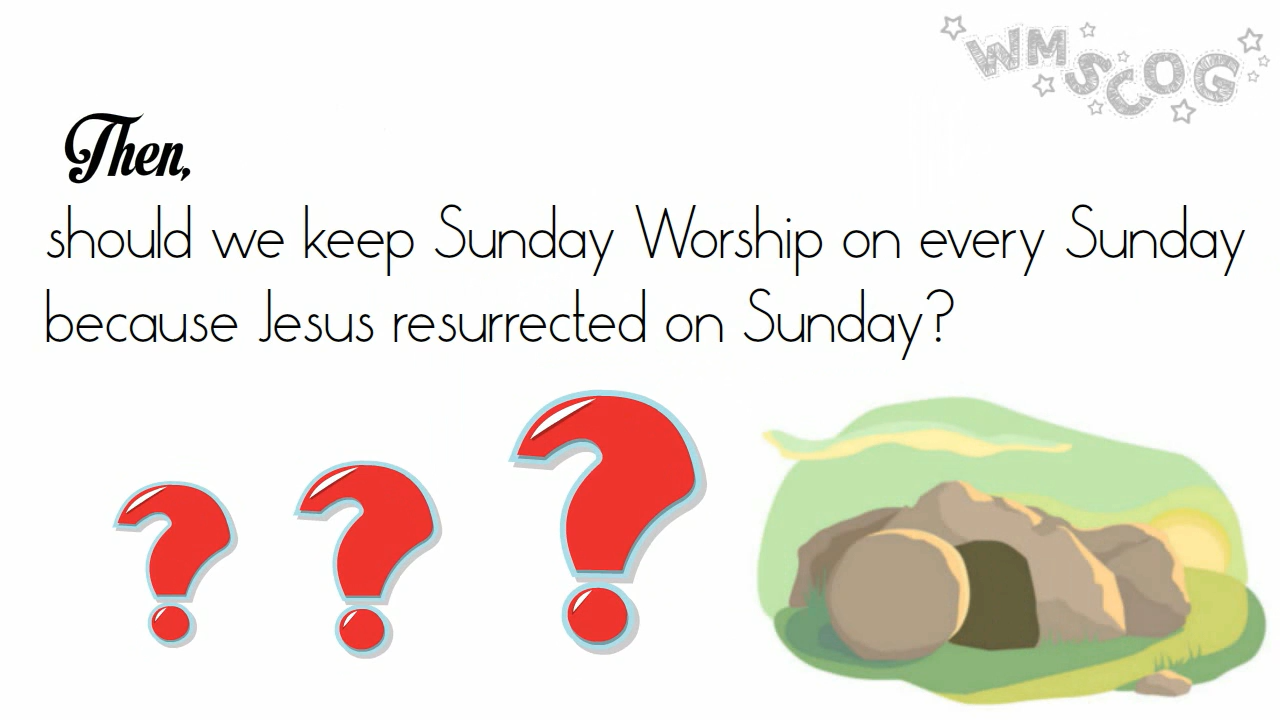 WMSCOG
Then,
should we keep Sunday Worship on every Sunday
because Jesus resurrected on Sunday?